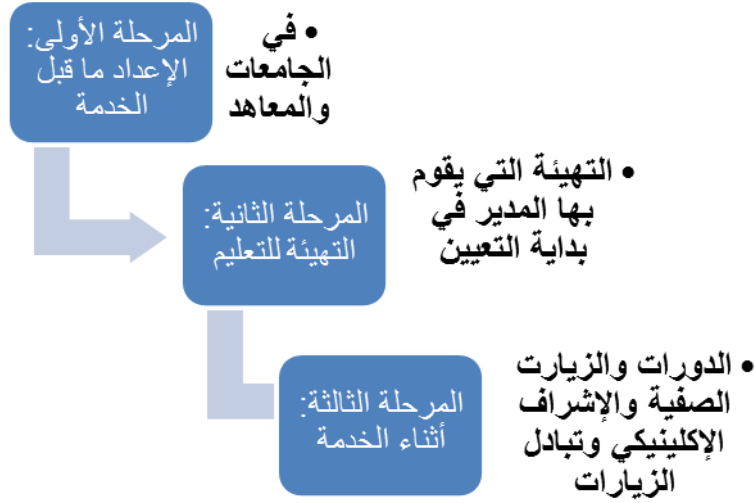 المرحلة الأولى:
الإعداد ما قبل
الخدمة
• في
الجامعات
والمعاهد
المرحلة الثانية:
التهيئة للتعليم
• التهيئة التي يقوم
بها المدير في
بداية التعيين
المرحلة الثالثة:
أثناء الخدمة
• الدورات والزيارت
الصفية والإشراف
الإكلينيكي وتبادل
الزيارات